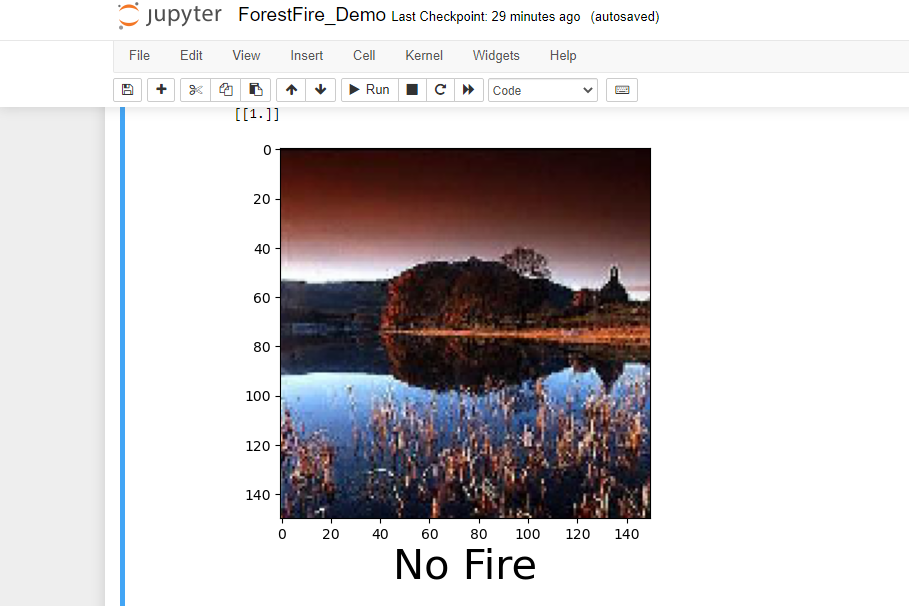 jupyter ForestFire_Demo Last Checkpoint: 29 minutes ago (autosaved)
File Edit View Insert Cell Kernel Widgets Help
Run Code
[[1.]]
0
20
40
60
80
100
120
140
0 20 40 60 80 100 120 140
No Fire